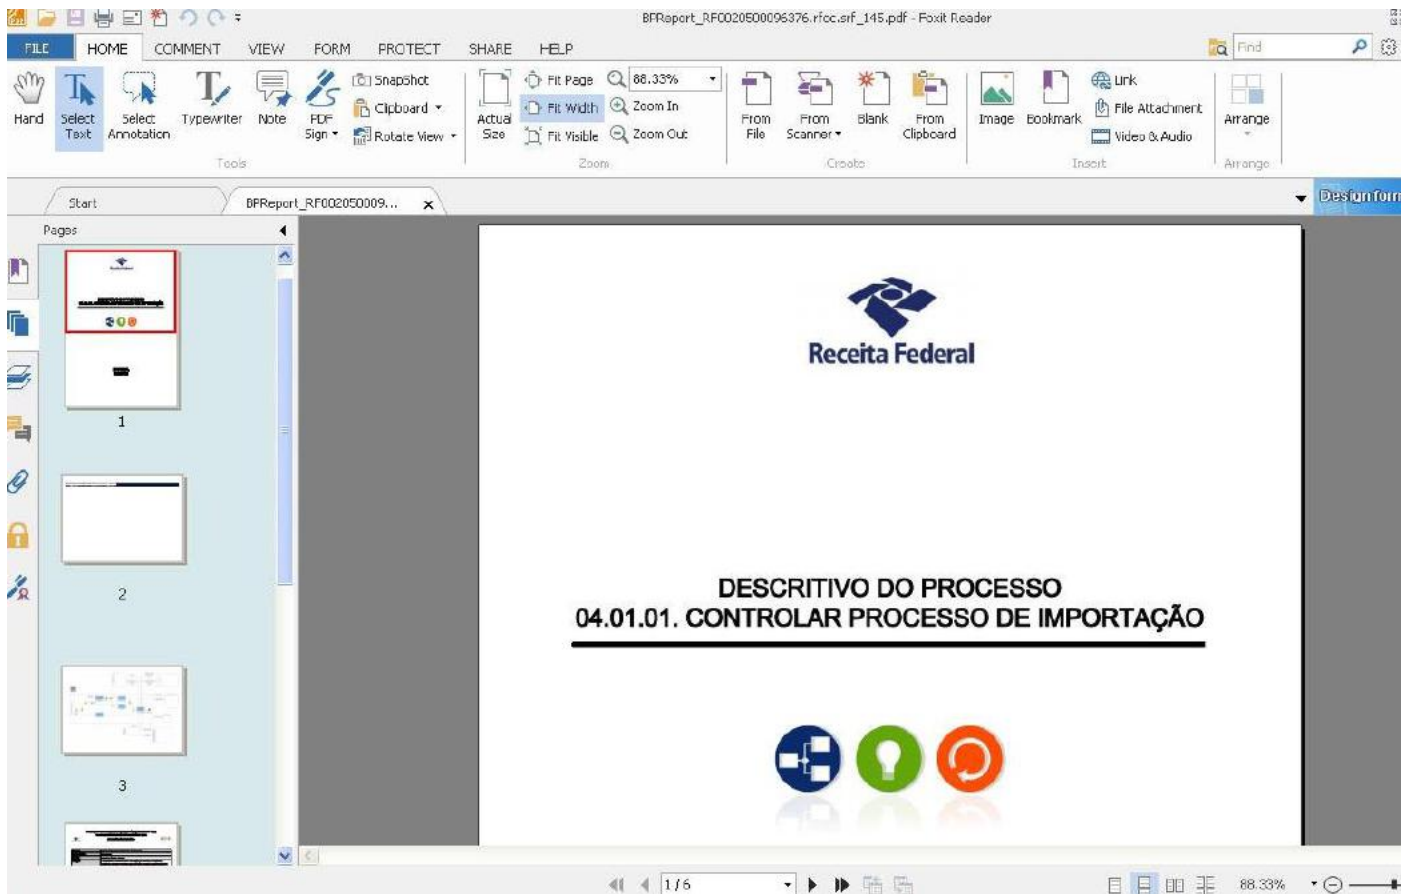 BPReport_RF0020500096376.rfoc.srf_145.pdf - Foxit Reader
FILE HOME COMMENT VIEW FORM PROTECT SHARE HELP
Find
Hand
Select Text
Select Annotation
Typewriter
Note
PDF Sign
SnapShot
Clipboard
Rotate View
Tools
Actual Size
Fit Page
Fit Width
Fit Visible
88.33%
Zoom In
Zoom Out
Zoom
From File
From Scanner
Blank
From Clipboard
Create
Image
Bookmark
Link
File Attachment
Video & Audio
Insert
Arrange
Arrange
Start
BPReport_RF002050009...
Design form
Pages
1
2
3
Receita Federal
DESCRITIVO DO PROCESSO
04.01.01. CONTROLAR PROCESSO DE IMPORTAÇÃO
1 / 6
88.33%